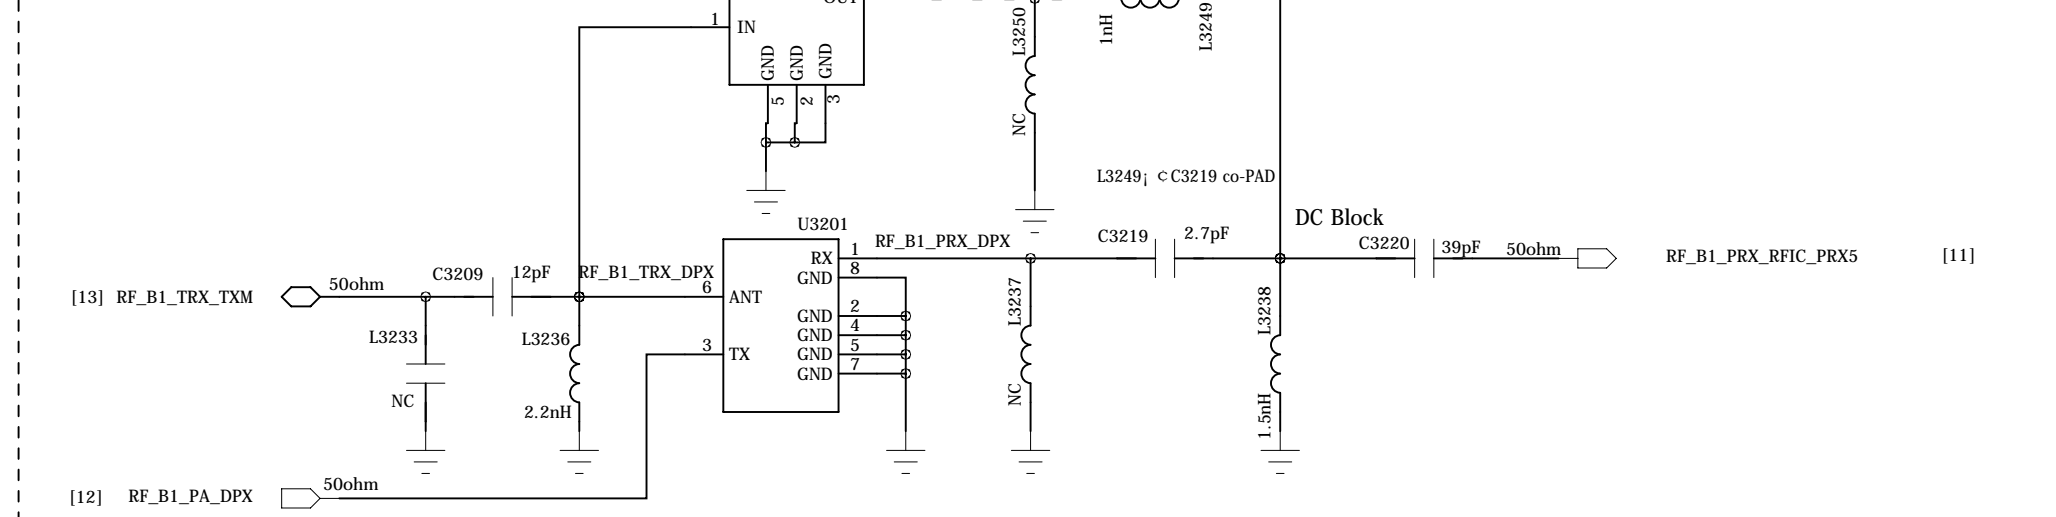 OUT
1
IN
GND
GND
GND
5
2
3
L3250
NC
1nH
L3249
L3249¡ ¢C3219 co-PAD
DC Block
U3201
RF_B1_PRX_DPX
C3219
2.7pF
C3220
39pF
50ohm
RF_B1_PRX_RFIC_PRX5
[11]
RX
1
GND
8
GND
2
GND
4
GND
5
GND
7
[13]
RF_B1_TRX_TXM
50ohm
C3209
12pF
RF_B1_TRX_DPX
6
ANT
3
TX
L3233
NC
L3236
2.2nH
L3237
NC
L3238
1.5nH
[12]
RF_B1_PA_DPX
50ohm